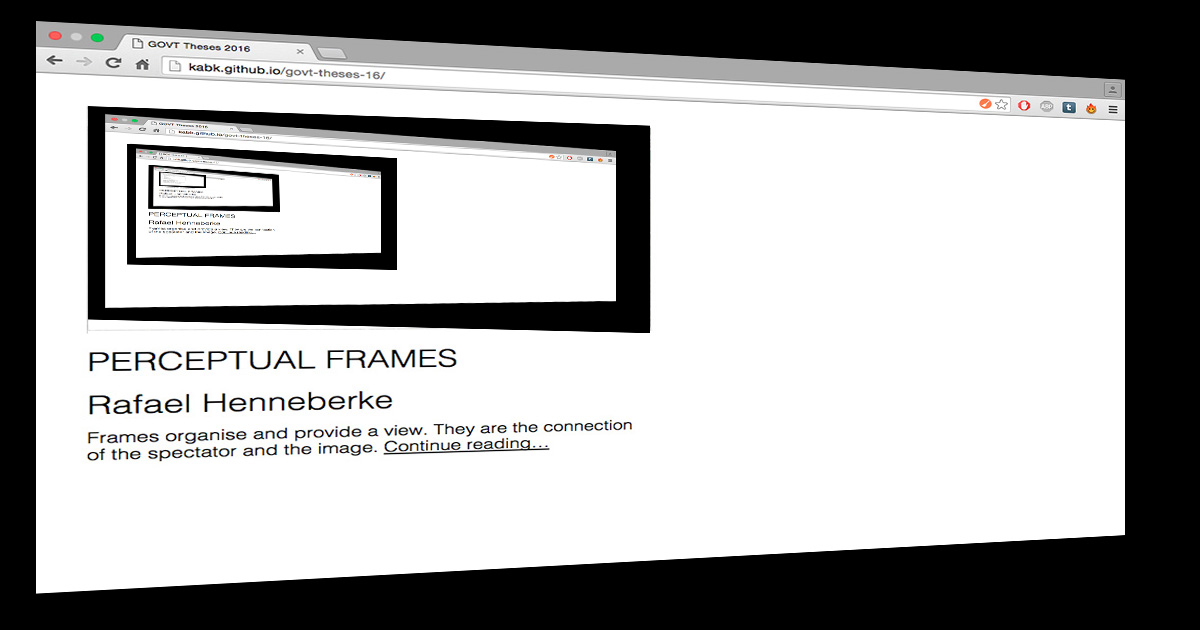 GOVT Theses 2016
kabk.github.io/govt-theses-16/
ABP
t
GOVT Theses 2016
kabk.github.io/govt-theses-16/
PERCEPTUAL FRAMES
Rafael Henneberke
PERCEPTUAL FRAMES
Rafael Henneberke
Frames organise and provide a view. They are the connection
of the spectator and the image. Continue reading...